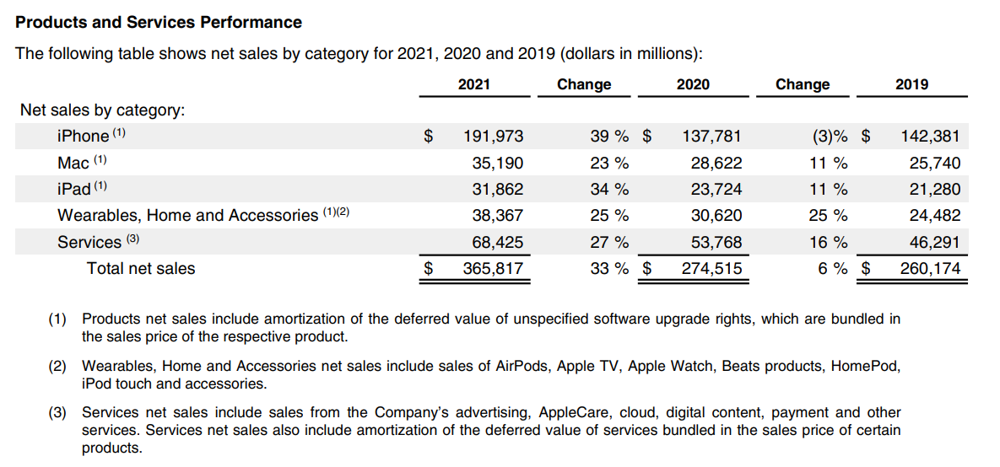 Products and Services Performance
The following table shows net sales by category for 2021, 2020 and 2019 (dollars in millions):
2021 Change 2020 Change 2019
Net sales by category:
iPhone (1) $ 191,973 39 % $ 137,781 (3)% $ 142,381
Mac (1) 35,190 23 % 28,622 11 % 25,740
iPad (1) 31,862 34 % 23,724 11 % 21,280
Wearables, Home and Accessories (1)(2) 38,367 25 % 30,620 25 % 24,482
Services (3) 68,425 27 % 53,768 16 % 46,291
Total net sales $ 365,817 33 % $ 274,515 6 % $ 260,174
(1) Products net sales include amortization of the deferred value of unspecified software upgrade rights, which are bundled in
the sales price of the respective product.
(2) Wearables, Home and Accessories net sales include sales of AirPods, Apple TV, Apple Watch, Beats products, HomePod,
iPod touch and accessories.
(3) Services net sales include sales from the Company's advertising, AppleCare, cloud, digital content, payment and other
services. Services net sales also include amortization of the deferred value of services bundled in the sales price of certain
products.